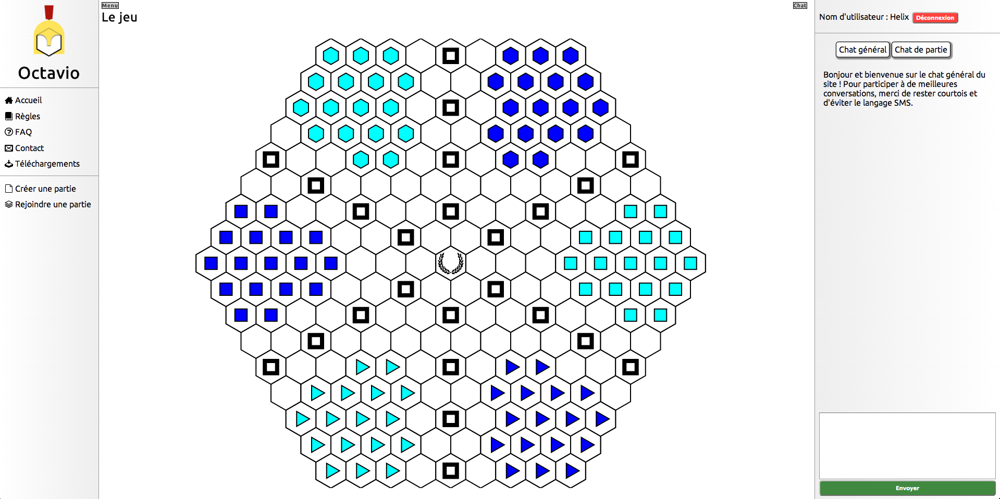 Octavio
Accueil
Règles
FAQ
Contact
Téléchargements
Créer une partie
Rejoindre une partie
Menu
Le jeu
Chat
Nom d'utilisateur : Helix Déconnexion
Chat général Chat de partie
Bonjour et bienvenue sur le chat général du
site ! Pour participer à de meilleures
conversations, merci de rester courtois et
d'éviter le langage SMS.
Envoyer